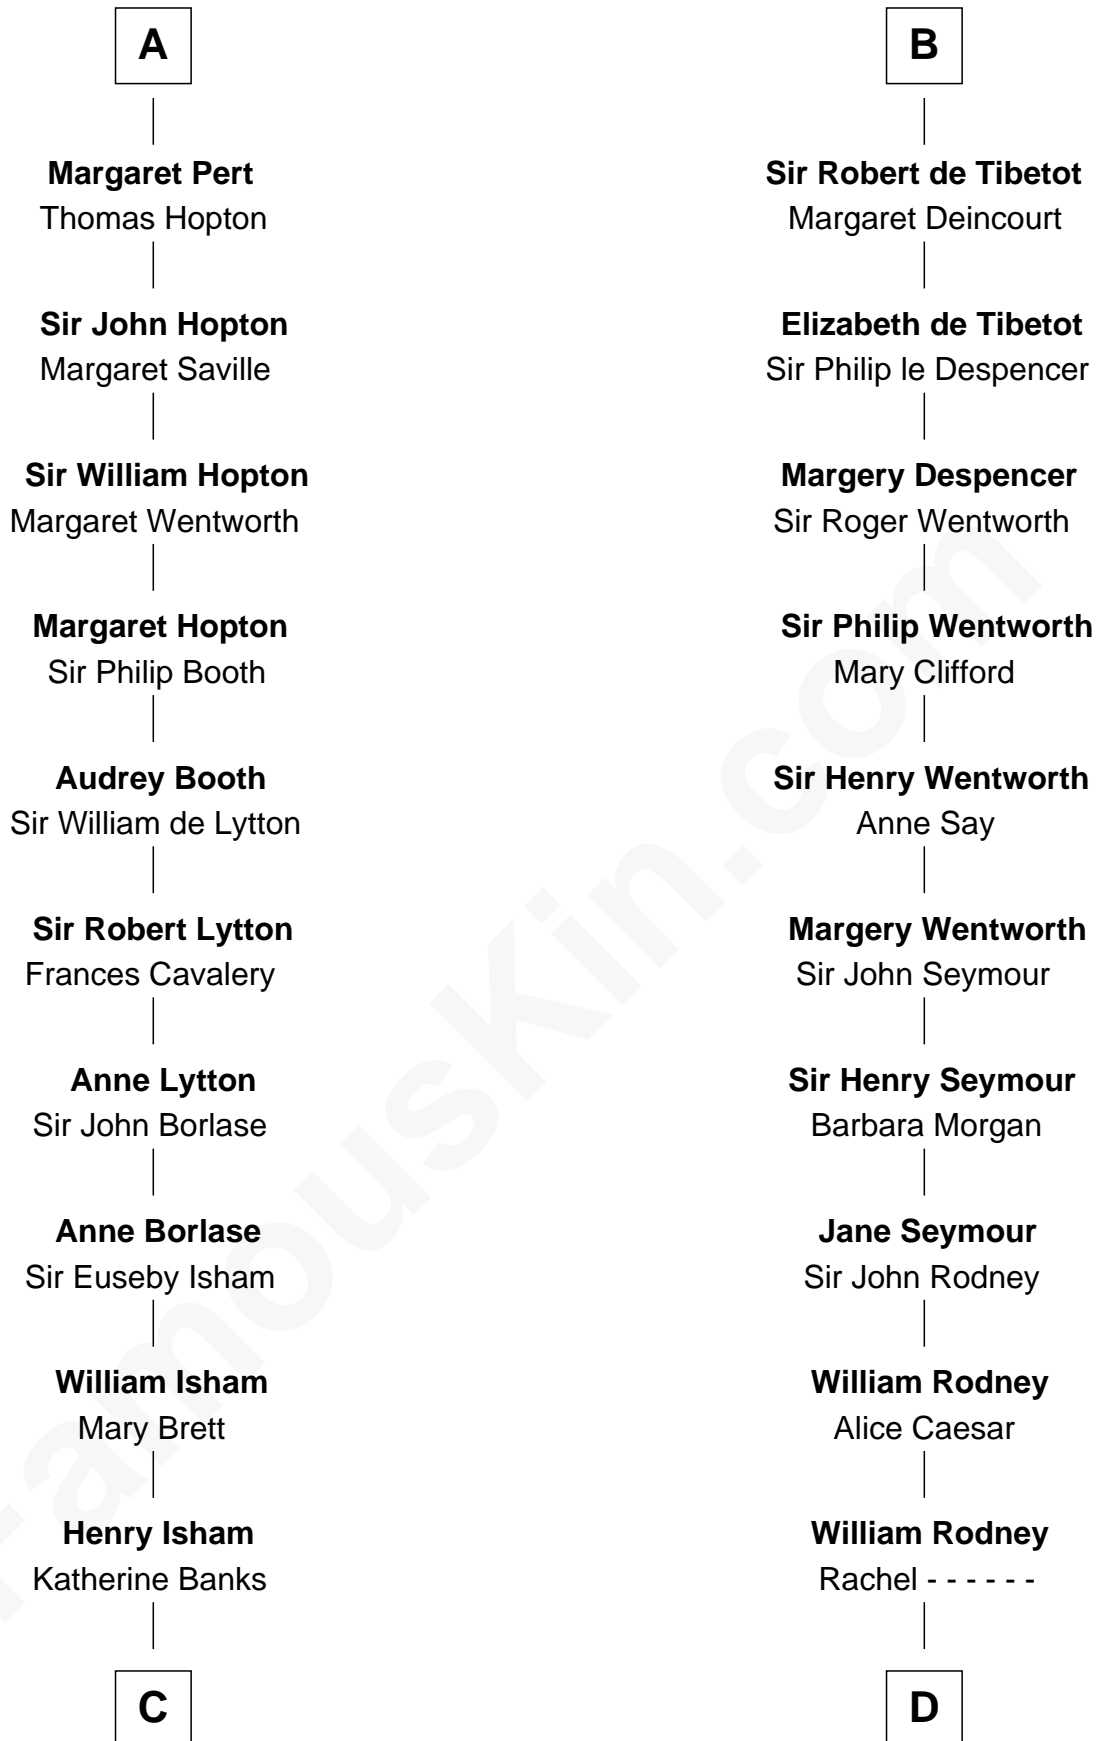 A
Margaret Pert
Thomas Hopton
Sir John Hopton
Margaret Saville
Sir William Hopton
Margaret Wentworth
Margaret Hopton
Sir Philip Booth
Audrey Booth
Sir William de Lytton
Sir Robert Lytton
Frances Cavalery
Anne Lytton
Sir John Borlase
Anne Borlase
Sir Euseby Isham
William Isham
Mary Brett
Henry Isham
Katherine Banks
C
B
Sir Robert de Tibetot
Margaret Deincourt
Elizabeth de Tibetot
Sir Philip le Despencer
Margery Despencer
Sir Roger Wentworth
Sir Philip Wentworth
Mary Clifford
Sir Henry Wentworth
Anne Say
Margery Wentworth
Sir John Seymour
Sir Henry Seymour
Barbara Morgan
Jane Seymour
Sir John Rodney
William Rodney
Alice Caesar
William Rodney
Rachel - - - - - -
D
FamousKin.com